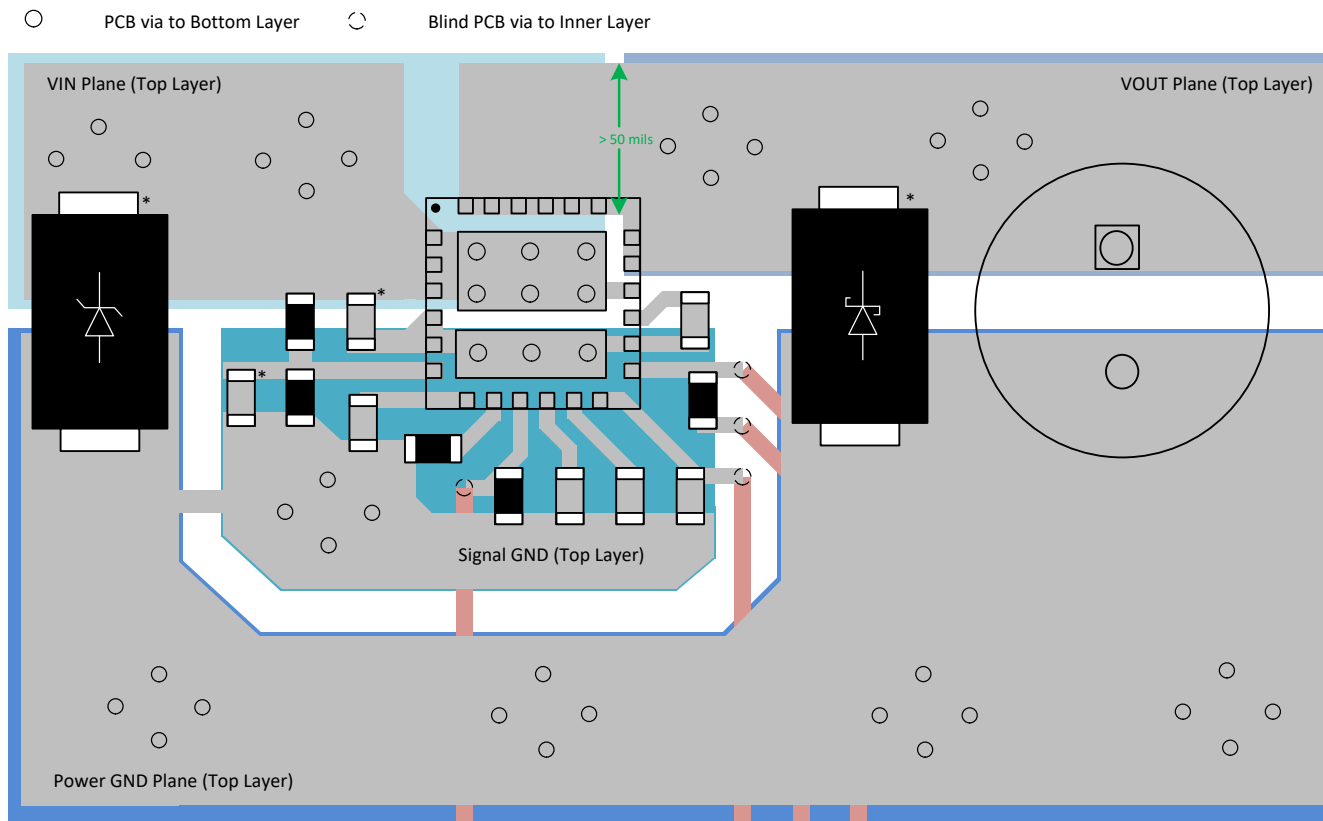 PCB via to Bottom Layer
Blind PCB via to Inner Layer
VIN Plane (Top Layer)
VOUT Plane (Top Layer)
> 50 mils
*
*
*
*
Signal GND (Top Layer)
Power GND Plane (Top Layer)